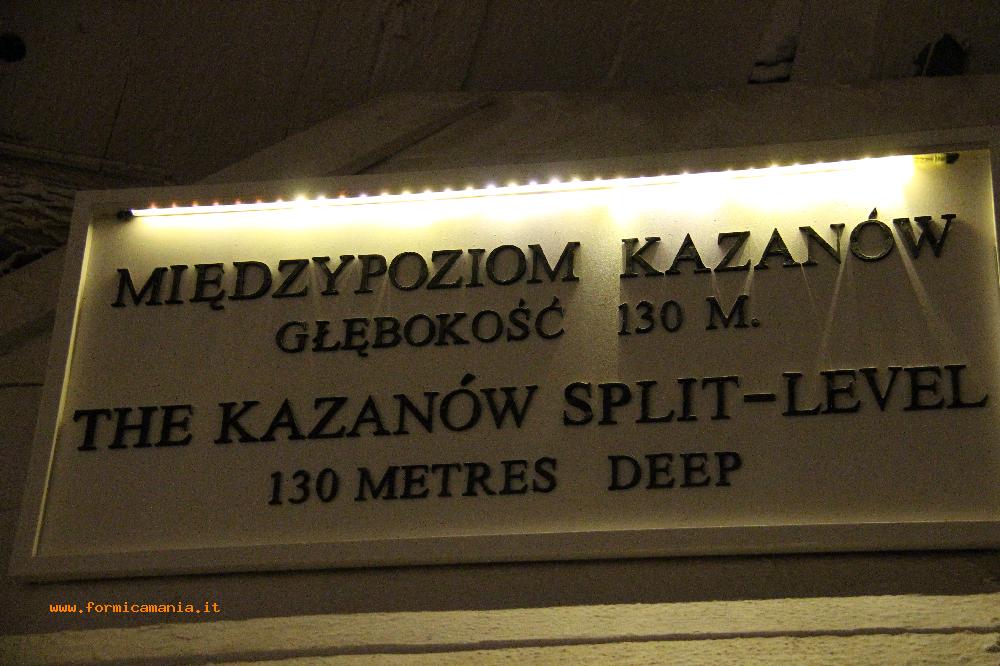 MIĘDZYPOZIOM KAZANÓW
GŁĘBOKOŚĆ 130 M.
THE KAZANÓW SPLIT-LEVEL
130 METRES DEEP
www.formicamania.it